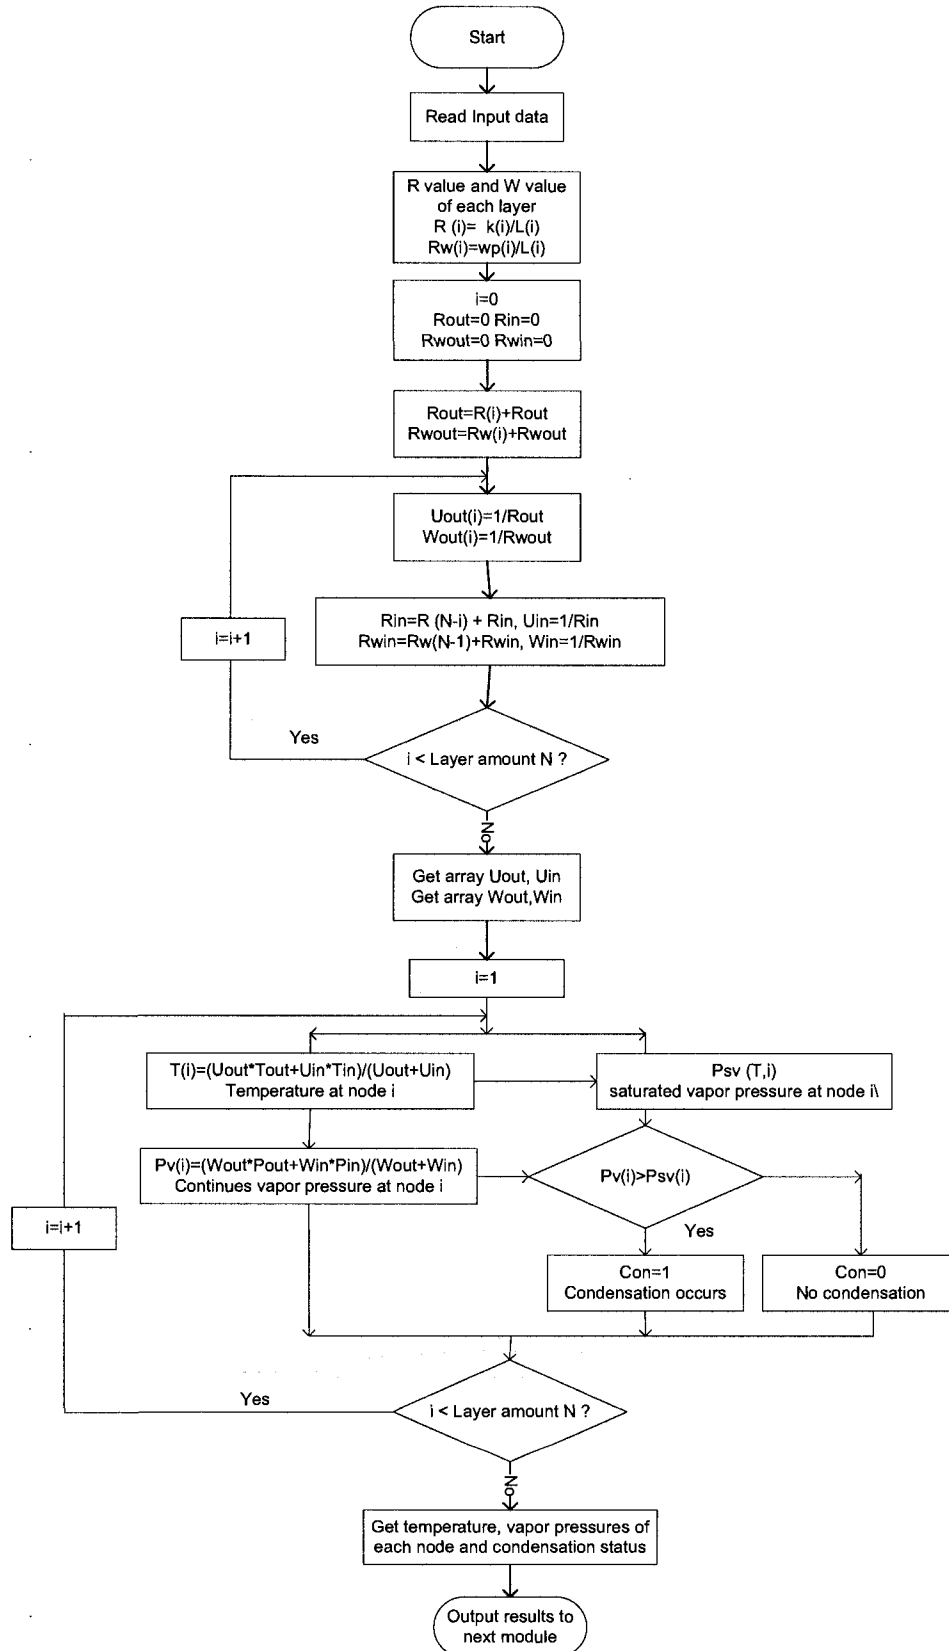 Start
Read Input data
R value and W value
of each layer
R (i)= k(i)/L(i)
Rw(i)=wp(i)/L(i)
i=0
Rout=0 Rin=0
Rwout=0 Rwin=0
Rout=R(i)+Rout
Rwout=Rw(i)+Rwout
Uout(i)=1/Rout
Wout(i)=1/Rwout
Rin=R (N-i) + Rin, Uin=1/Rin
Rwin=Rw(N-1)+Rwin, Win=1/Rwin
i=i+1
Yes
i < Layer amount N ?
No
Get array Uout, Uin
Get array Wout,Win
i=1
T(i)=(Uout*Tout+Uin*Tin)/(Uout+Uin)
Temperature at node i
Psv (T,i)
saturated vapor pressure at node i\
Pv(i)=(Wout*Pout+Win*Pin)/(Wout+Win)
Continues vapor pressure at node i
Pv(i)>Psv(i)
i=i+1
Yes
Con=1
Condensation occurs
Con=0
No condensation
Yes
i < Layer amount N ?
No
Get temperature, vapor pressures of
each node and condensation status
Output results to
next module